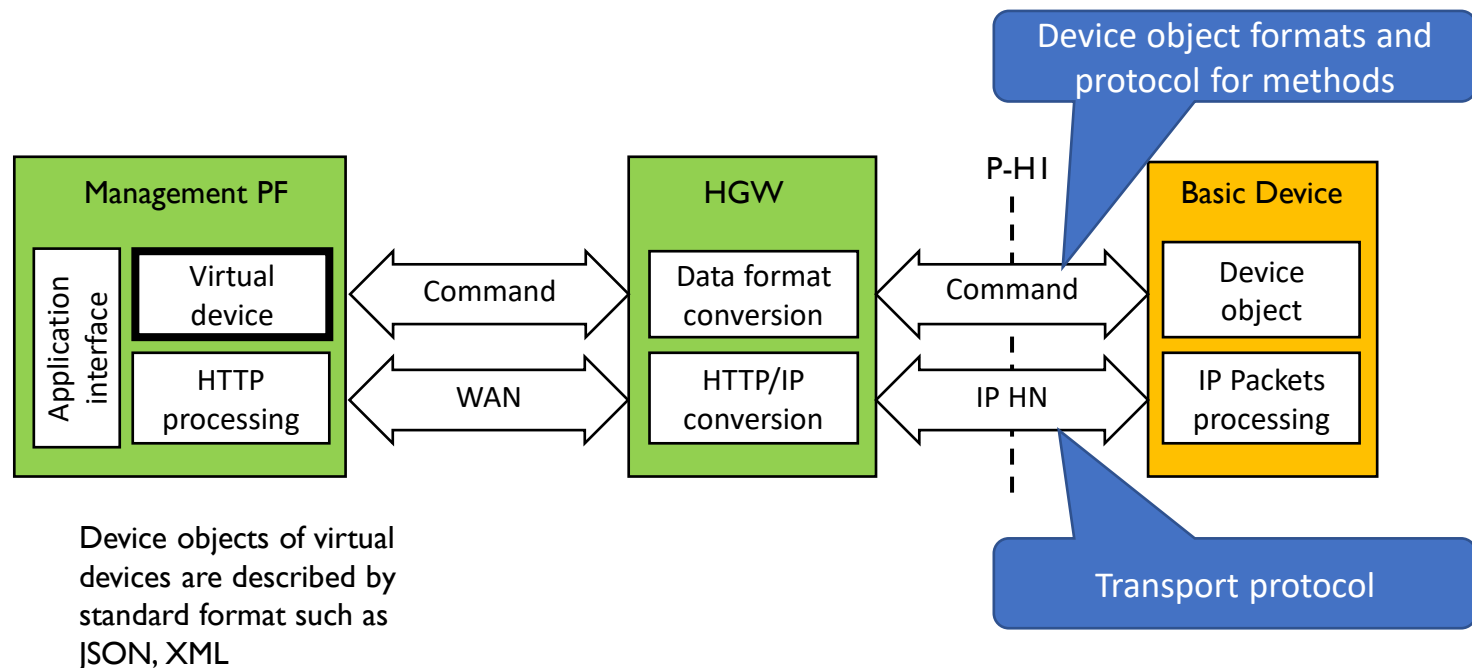 Device object formats and
protocol for methods
Management PF
HGW
P-H1
Basic Device
Application
interface
Virtual
device
Command
Data format
conversion
Command
Device
object
HTTP
processing
WAN
HTTP/IP
conversion
IP HN
IP Packets
processing
Device objects of virtual
devices are described by
standard format such as
JSON, XML
Transport protocol